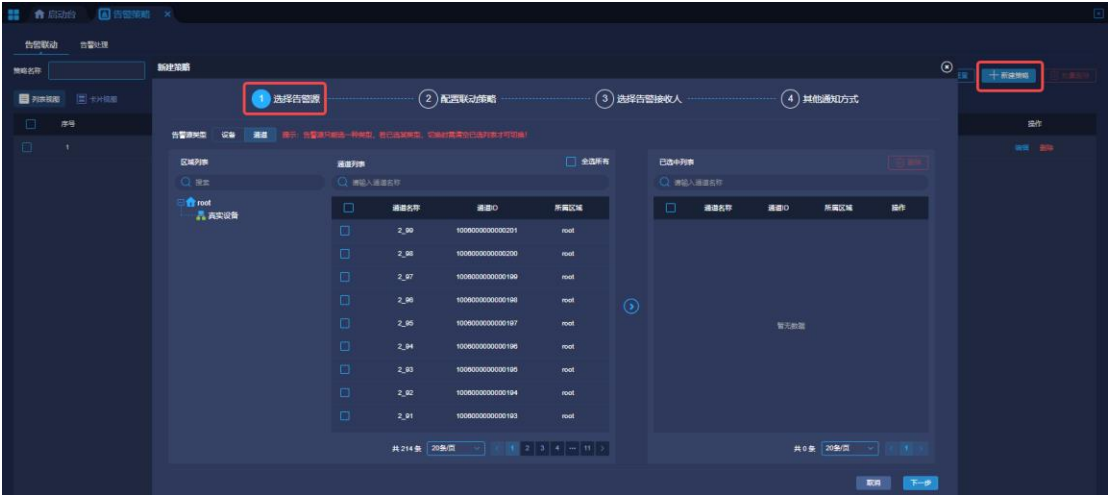 启动台 告警策略 ×
告警联动 告警处理
策略名称
新建策略
新建策略
列表视图 卡片视图
1 选择告警源 2 配置联动策略 3 选择告警接收人 4 其他通知方式
序号 操作
告警源类型 设备 通道
1 编辑 删除
区域列表
搜索
root
真实设备
通道列表 全选所有
请输入通道名称
通道名称 通道ID 所属区域
2_99 1006000000000201 root
2_98 1006000000000200 root
2_97 1006000000000199 root
2_96 1006000000000198 root
2_95 1006000000000197 root
2_94 1006000000000196 root
2_93 1006000000000195 root
2_92 1006000000000194 root
2_91 1006000000000193 root
共 214 条 20条/页 < 1 2 3 4 ... 11 >
已选中列表 删除
请输入通道名称
通道名称 通道ID 所属区域 操作
暂无数据
共 0 条 20条/页 < 1 >
取消 下一步